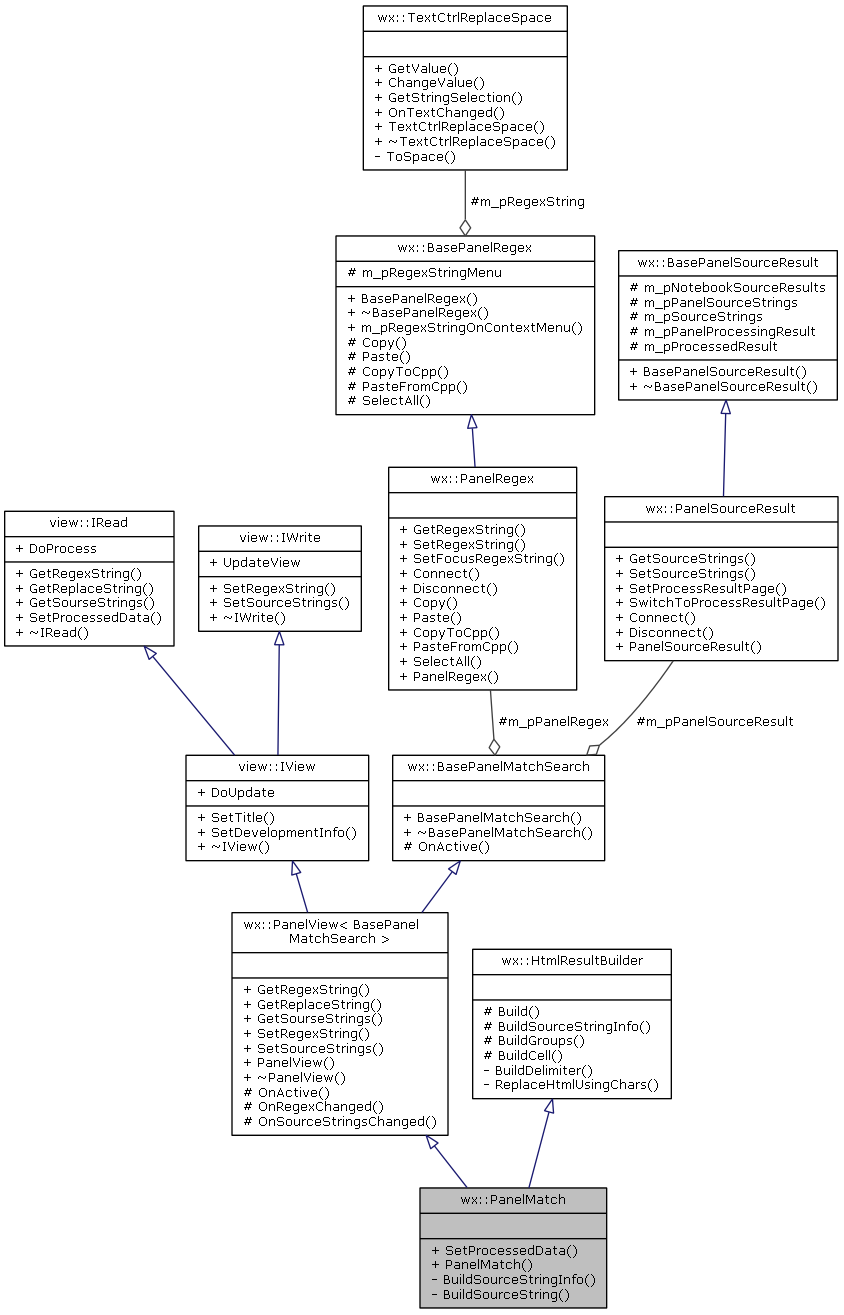 wx::TextCtrlReplaceSpace
+ GetValue()
+ ChangeValue()
+ GetStringSelection()
+ OnTextChanged()
+ TextCtrlReplaceSpace()
+ ~TextCtrlReplaceSpace()
- ToSpace()
#m_pRegexString
wx::BasePanelRegex
# m_pRegexStringMenu
+ BasePanelRegex()
+ ~BasePanelRegex()
+ m_pRegexStringOnContextMenu()
# Copy()
# Paste()
# CopyToCpp()
# PasteFromCpp()
# SelectAll()
wx::BasePanelSourceResult
# m_pNotebookSourceResults
# m_pPanelSourceStrings
# m_pSourceStrings
# m_pPanelProcessingResult
# m_pProcessedResult
+ BasePanelSourceResult()
+ ~BasePanelSourceResult()
view::IRead
+ DoProcess
+ GetRegexString()
+ GetReplaceString()
+ GetSourseStrings()
+ SetProcessedData()
+ ~IRead()
view::IWrite
+ UpdateView
+ SetRegexString()
+ SetSourceStrings()
+ ~IWrite()
wx::PanelRegex
+ GetRegexString()
+ SetRegexString()
+ SetFocusRegexString()
+ Connect()
+ Disconnect()
+ Copy()
+ Paste()
+ CopyToCpp()
+ PasteFromCpp()
+ SelectAll()
+ PanelRegex()
wx::PanelSourceResult
+ GetSourceStrings()
+ SetSourceStrings()
+ SetProcessResultPage()
+ SwitchToProcessResultPage()
+ Connect()
+ Disconnect()
+ PanelSourceResult()
#m_pPanelRegex
#m_pPanelSourceResult
view::IView
+ DoUpdate
+ SetTitle()
+ SetDevelopmentInfo()
+ ~IView()
wx::BasePanelMatchSearch
+ BasePanelMatchSearch()
+ ~BasePanelMatchSearch()
# OnActive()
wx::PanelView< BasePanel
MatchSearch >
+ GetRegexString()
+ GetReplaceString()
+ GetSourseStrings()
+ SetRegexString()
+ SetSourceStrings()
+ PanelView()
+ ~PanelView()
# OnActive()
# OnRegexChanged()
# OnSourceStringsChanged()
wx::HtmlResultBuilder
# Build()
# BuildSourceStringInfo()
# BuildGroups()
# BuildCell()
- BuildDelimiter()
- ReplaceHtmlUsingChars()
wx::PanelMatch
+ SetProcessedData()
+ PanelMatch()
- BuildSourceStringInfo()
- BuildSourceString()